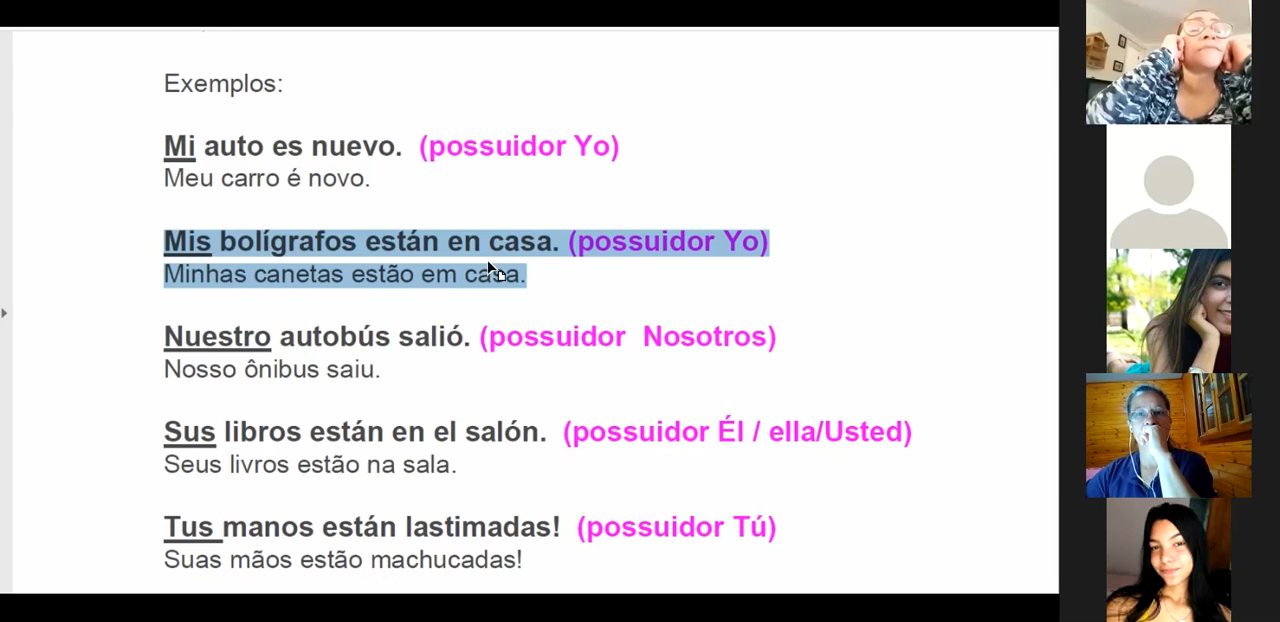 Exemplos:
Mi auto es nuevo. (possuidor Yo)
Meu carro é novo.
Mis bolígrafos están en casa. (possuidor Yo)
Minhas canetas estão em casa.
Nuestro autobús salió. (possuidor Nosotros)
Nosso ônibus saiu.
Sus libros están en el salón. (possuidor Él / ella/Usted)
Seus livros estão na sala.
Tus manos están lastimadas! (possuidor Tú)
Suas mãos estão machucadas!